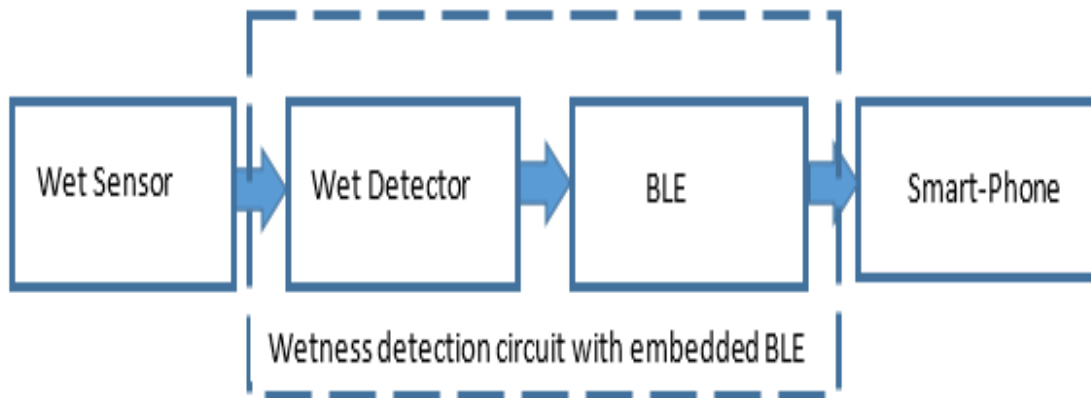 Wet Sensor
Wet Detector
BLE
Smart-Phone
Wetness detection circuit with embedded BLE